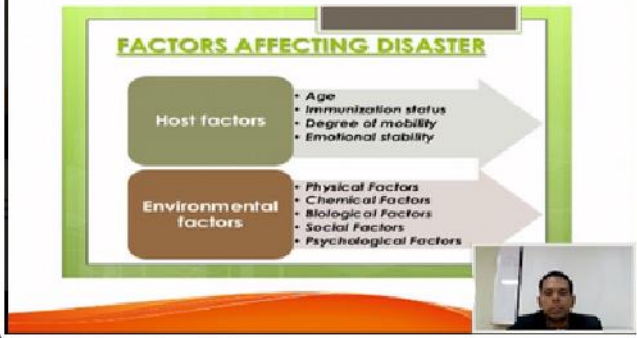 FACTORS AFFECTING DISASTER
Host factors
• Age
• Immunization status
• Degree of mobility
• Emotional stability
Environmental
factors
• Physical Factors
• Chemical Factors
• Biological Factors
• Social Factors
• Psychological Factors